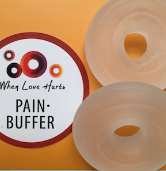 When Love Hurts
PAIN·
BUFFER